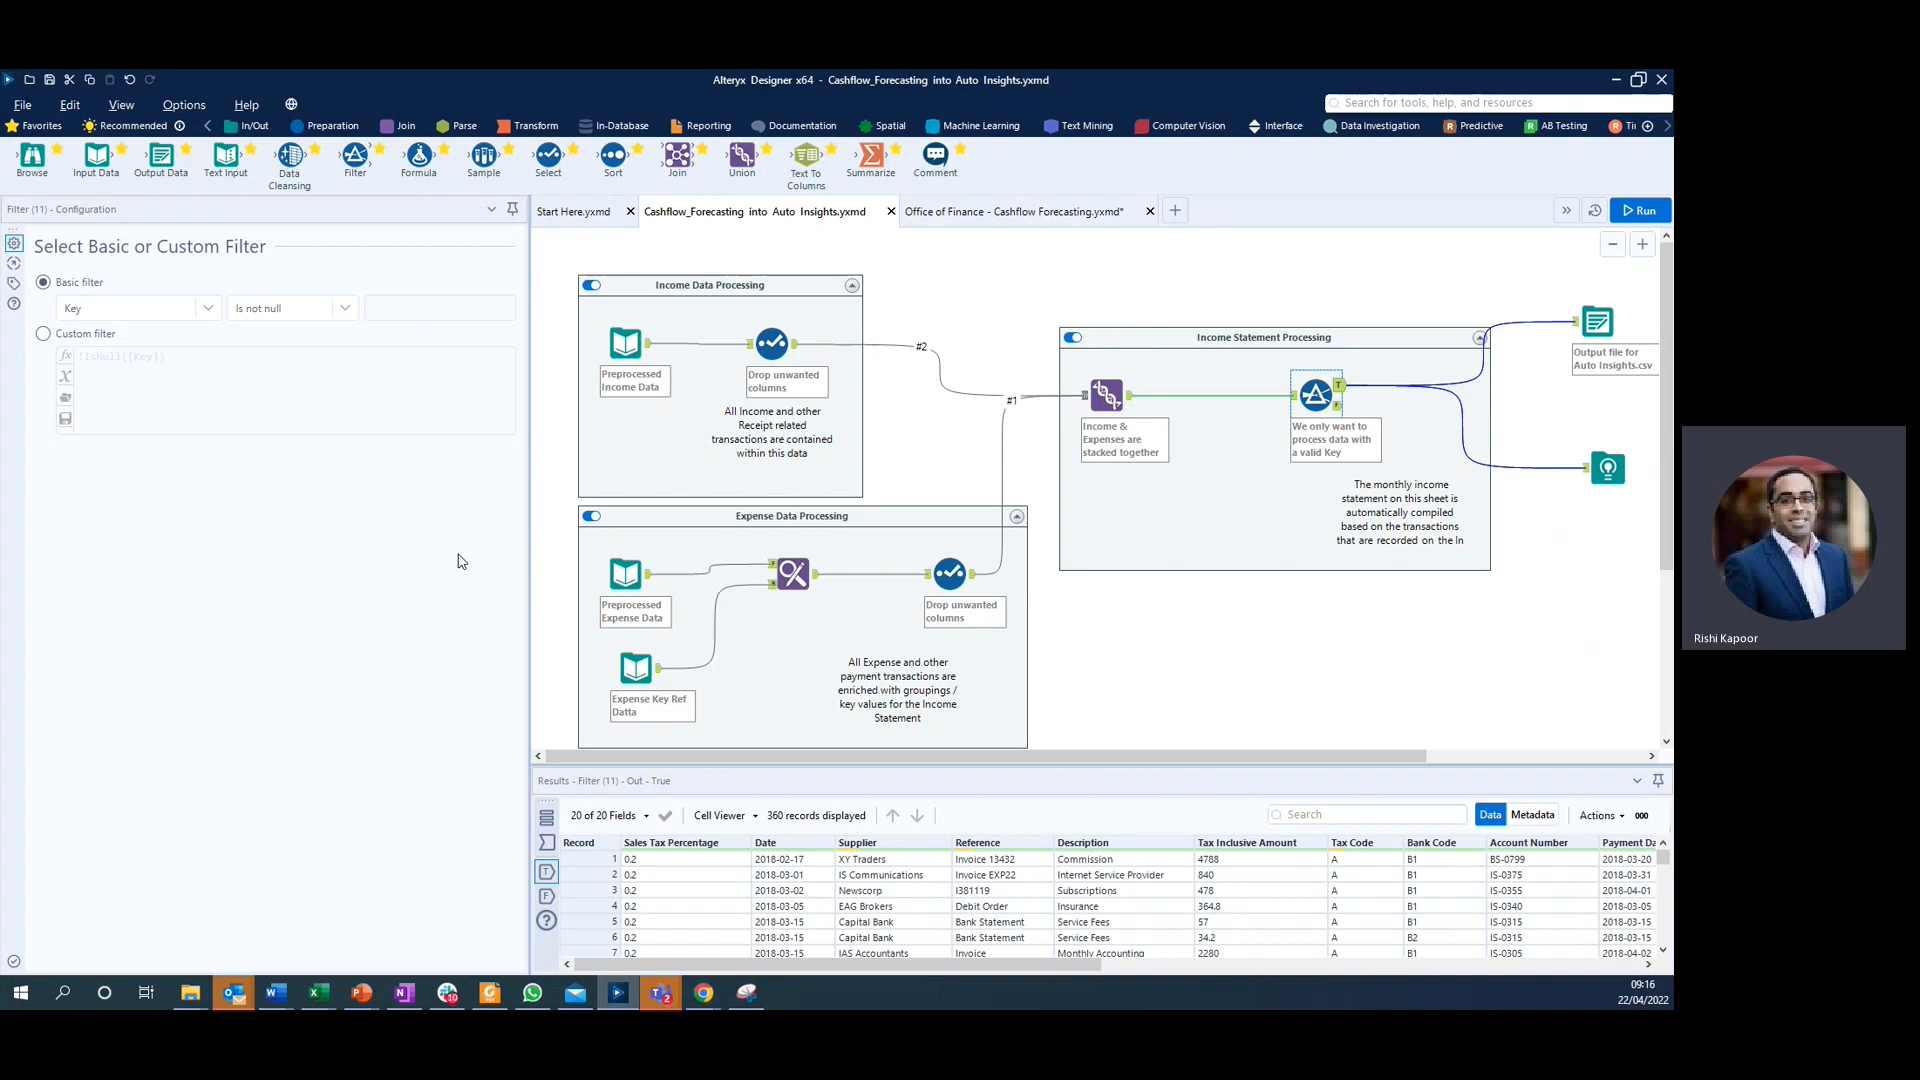 Alteryx Designer x64 - Cashflow_Forecasting into Auto Insights.yxmd
File Edit View Options Help
Search for tools, help, and resources
Favorites Recommended In/Out Preparation Join Parse Transform In-Database Reporting Documentation Spatial Machine Learning Text Mining Computer Vision Interface Data Investigation Predictive AB Testing Ti
Browse Input Data Output Data Text Input Data Cleansing Filter Formula Sample Select Sort Join Union Text To Columns Summarize Comment
Filter (11) - Configuration
Start Here.yxmd Cashflow_Forecasting into Auto Insights.yxmd Office of Finance - Cashflow Forecasting.yxmd* Run
Select Basic or Custom Filter
Basic filter
Key Is not null
Custom filter
!IsNull([Key])
Income Data Processing
Preprocessed
Income Data
Drop unwanted
columns
All Income and other
Receipt related
transactions are contained
within this data
#2
#1
Expense Data Processing
Preprocessed
Expense Data
Expense Key Ref
Datta
Drop unwanted
columns
All Expense and other
payment transactions are
enriched with groupings /
key values for the Income
Statement
Income Statement Processing
Income &
Expenses are
stacked together
T
F
We only want to
process data with
a valid Key
The monthly income
statement on this sheet is
automatically compiled
based on the transactions
that are recorded on the In
Output file for
Auto Insights.csv
Rishi Kapoor
Results - Filter (11) - Out - True
20 of 20 Fields Cell Viewer 360 records displayed Search Data Metadata Actions 000
Record Sales Tax Percentage Date Supplier Reference Description Tax Inclusive Amount Tax Code Bank Code Account Number Payment Da
1 0.2 2018-02-17 XY Traders Invoice 13432 Commission 4788 A B1 BS-0799 2018-03-20
2 0.2 2018-03-01 IS Communications Invoice EXP22 Internet Service Provider 840 A B1 IS-0375 2018-03-31
3 0.2 2018-03-02 Newscorp I381119 Subscriptions 478 A B1 IS-0355 2018-04-01
4 0.2 2018-03-05 EAG Brokers Debit Order Insurance 364.8 A B1 IS-0340 2018-03-05
5 0.2 2018-03-15 Capital Bank Bank Statement Service Fees 57 A B1 IS-0315 2018-03-15
6 0.2 2018-03-15 Capital Bank Bank Statement Service Fees 34.2 A B2 IS-0315 2018-03-15
7 0.2 2018-03-15 IAS Accountants Invoice Monthly Accounting 2280 A B1 IS-0305 2018-04-02
09:16
22/04/2022